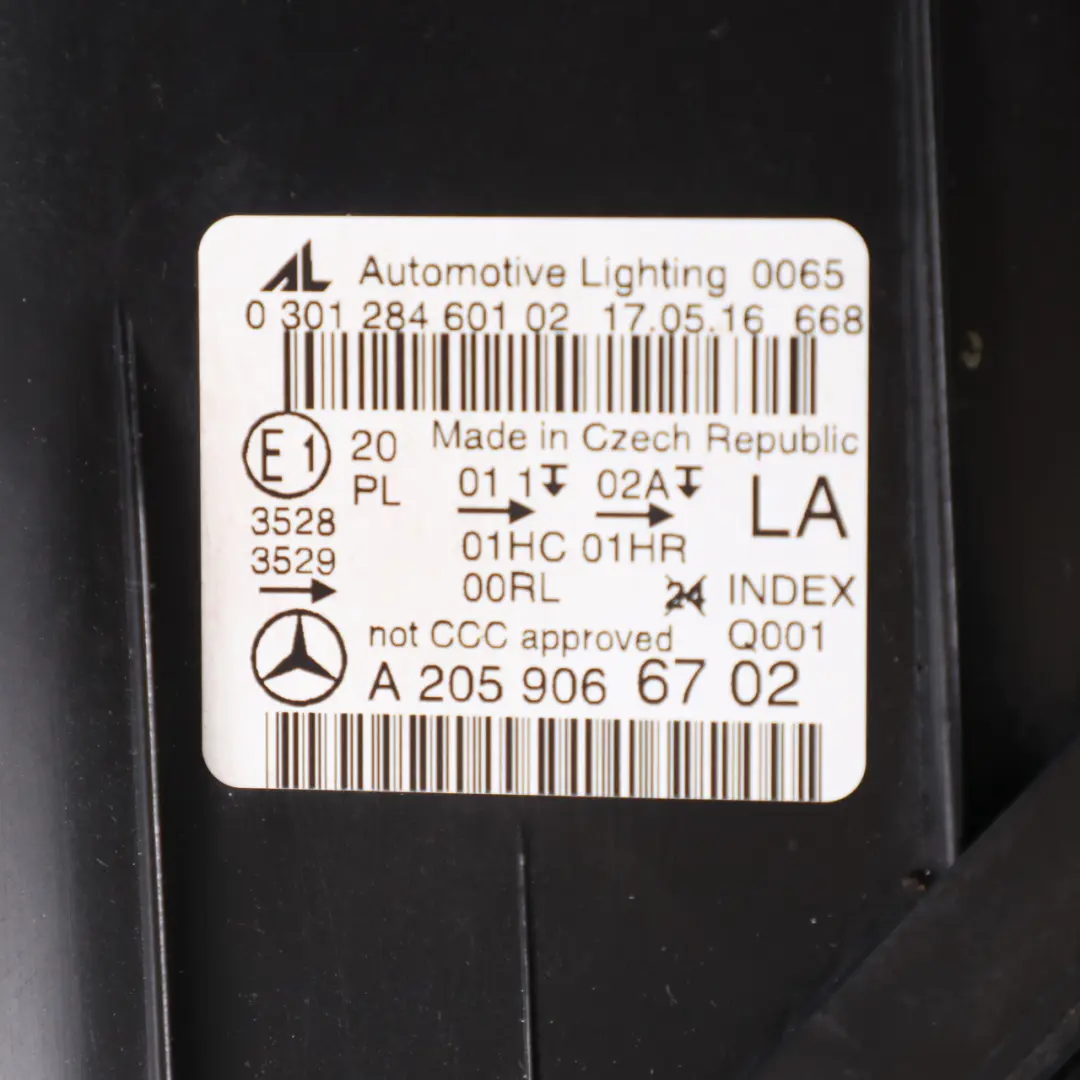 AL Automotive Lighting 0065
0 301 284 601 02 17.05.16 668
E1 20 Made in Czech Republic
PL 01 1 02A LA
3528 01HC 01HR
3529 00RL 24 INDEX
not CCC approved Q001
A 205 906 67 02